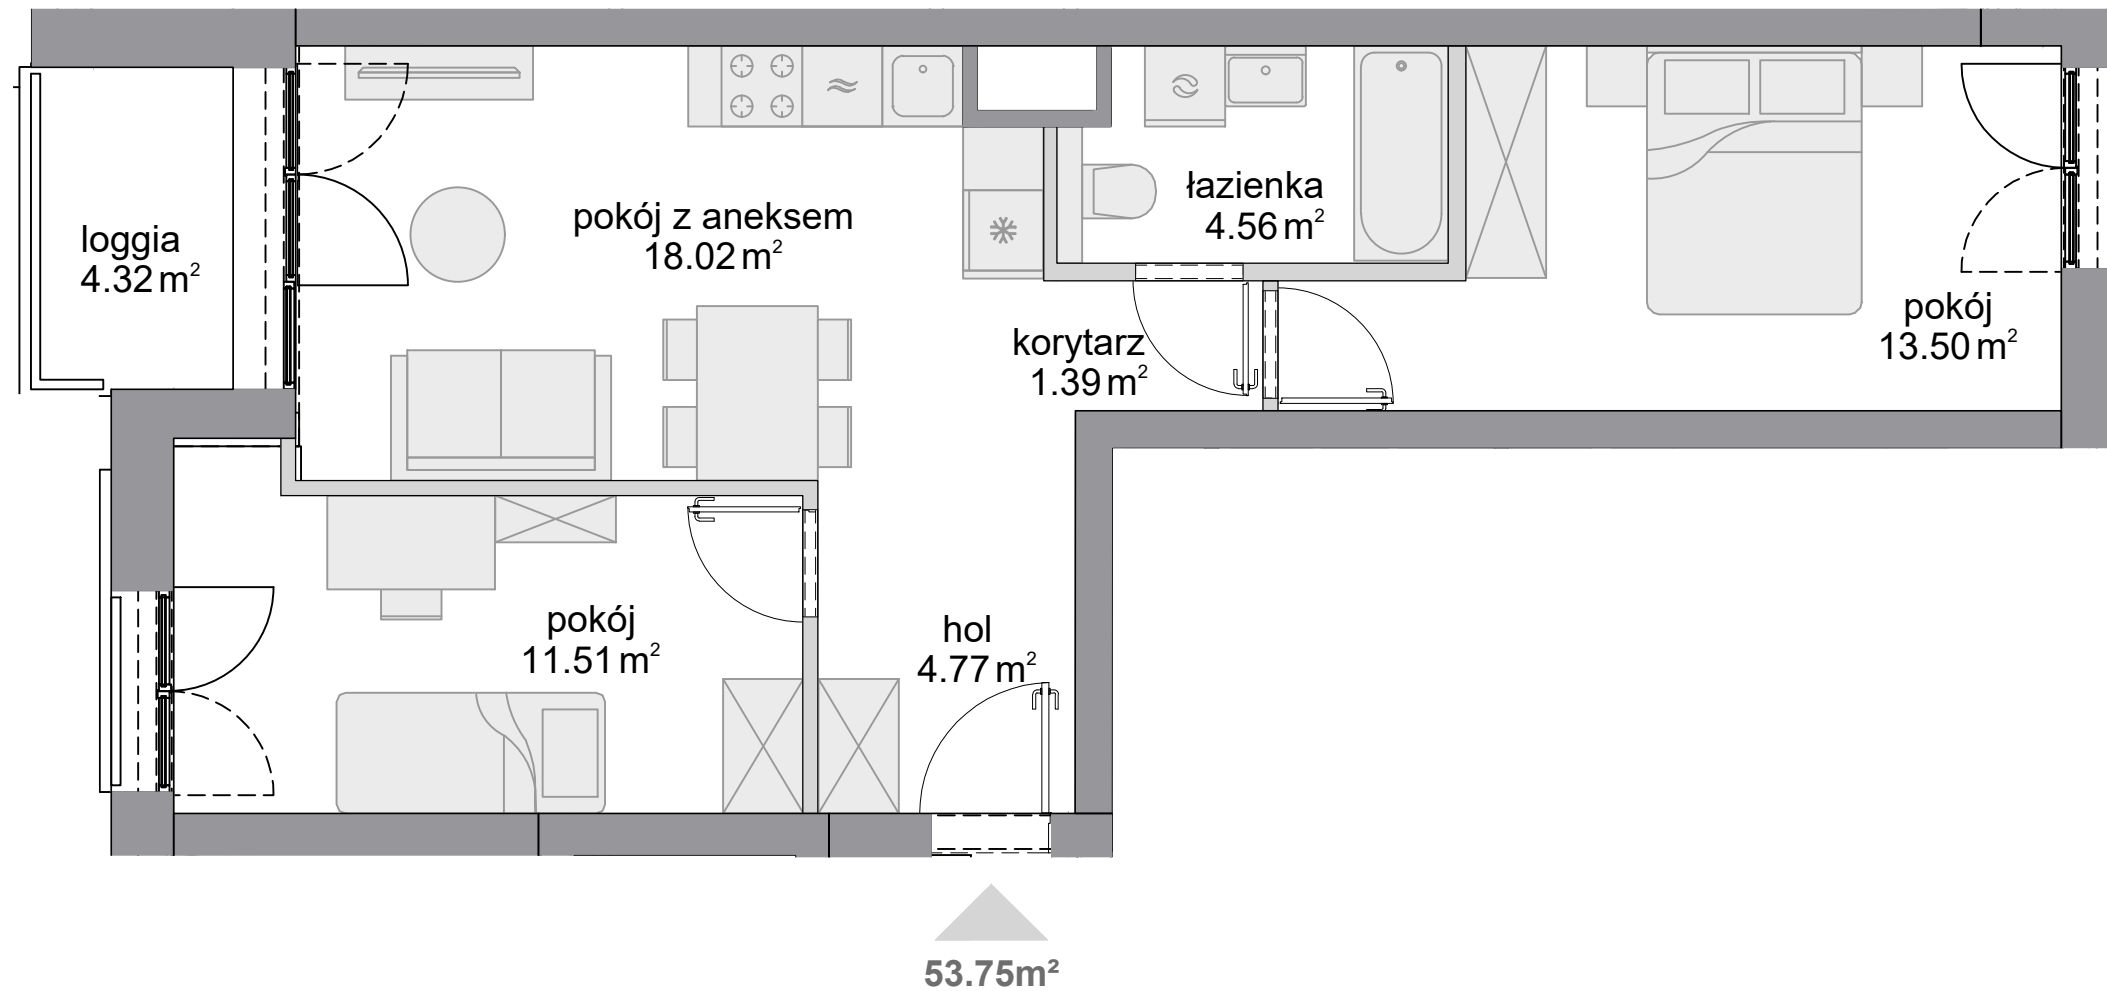 łazienka
4.56 m²
pokój z aneksem
18.02 m²
loggia
4.32 m²
pokój
13.50 m²
korytarz
1.39 m²
pokój
11.51 m²
hol
4.77 m²
53.75m²